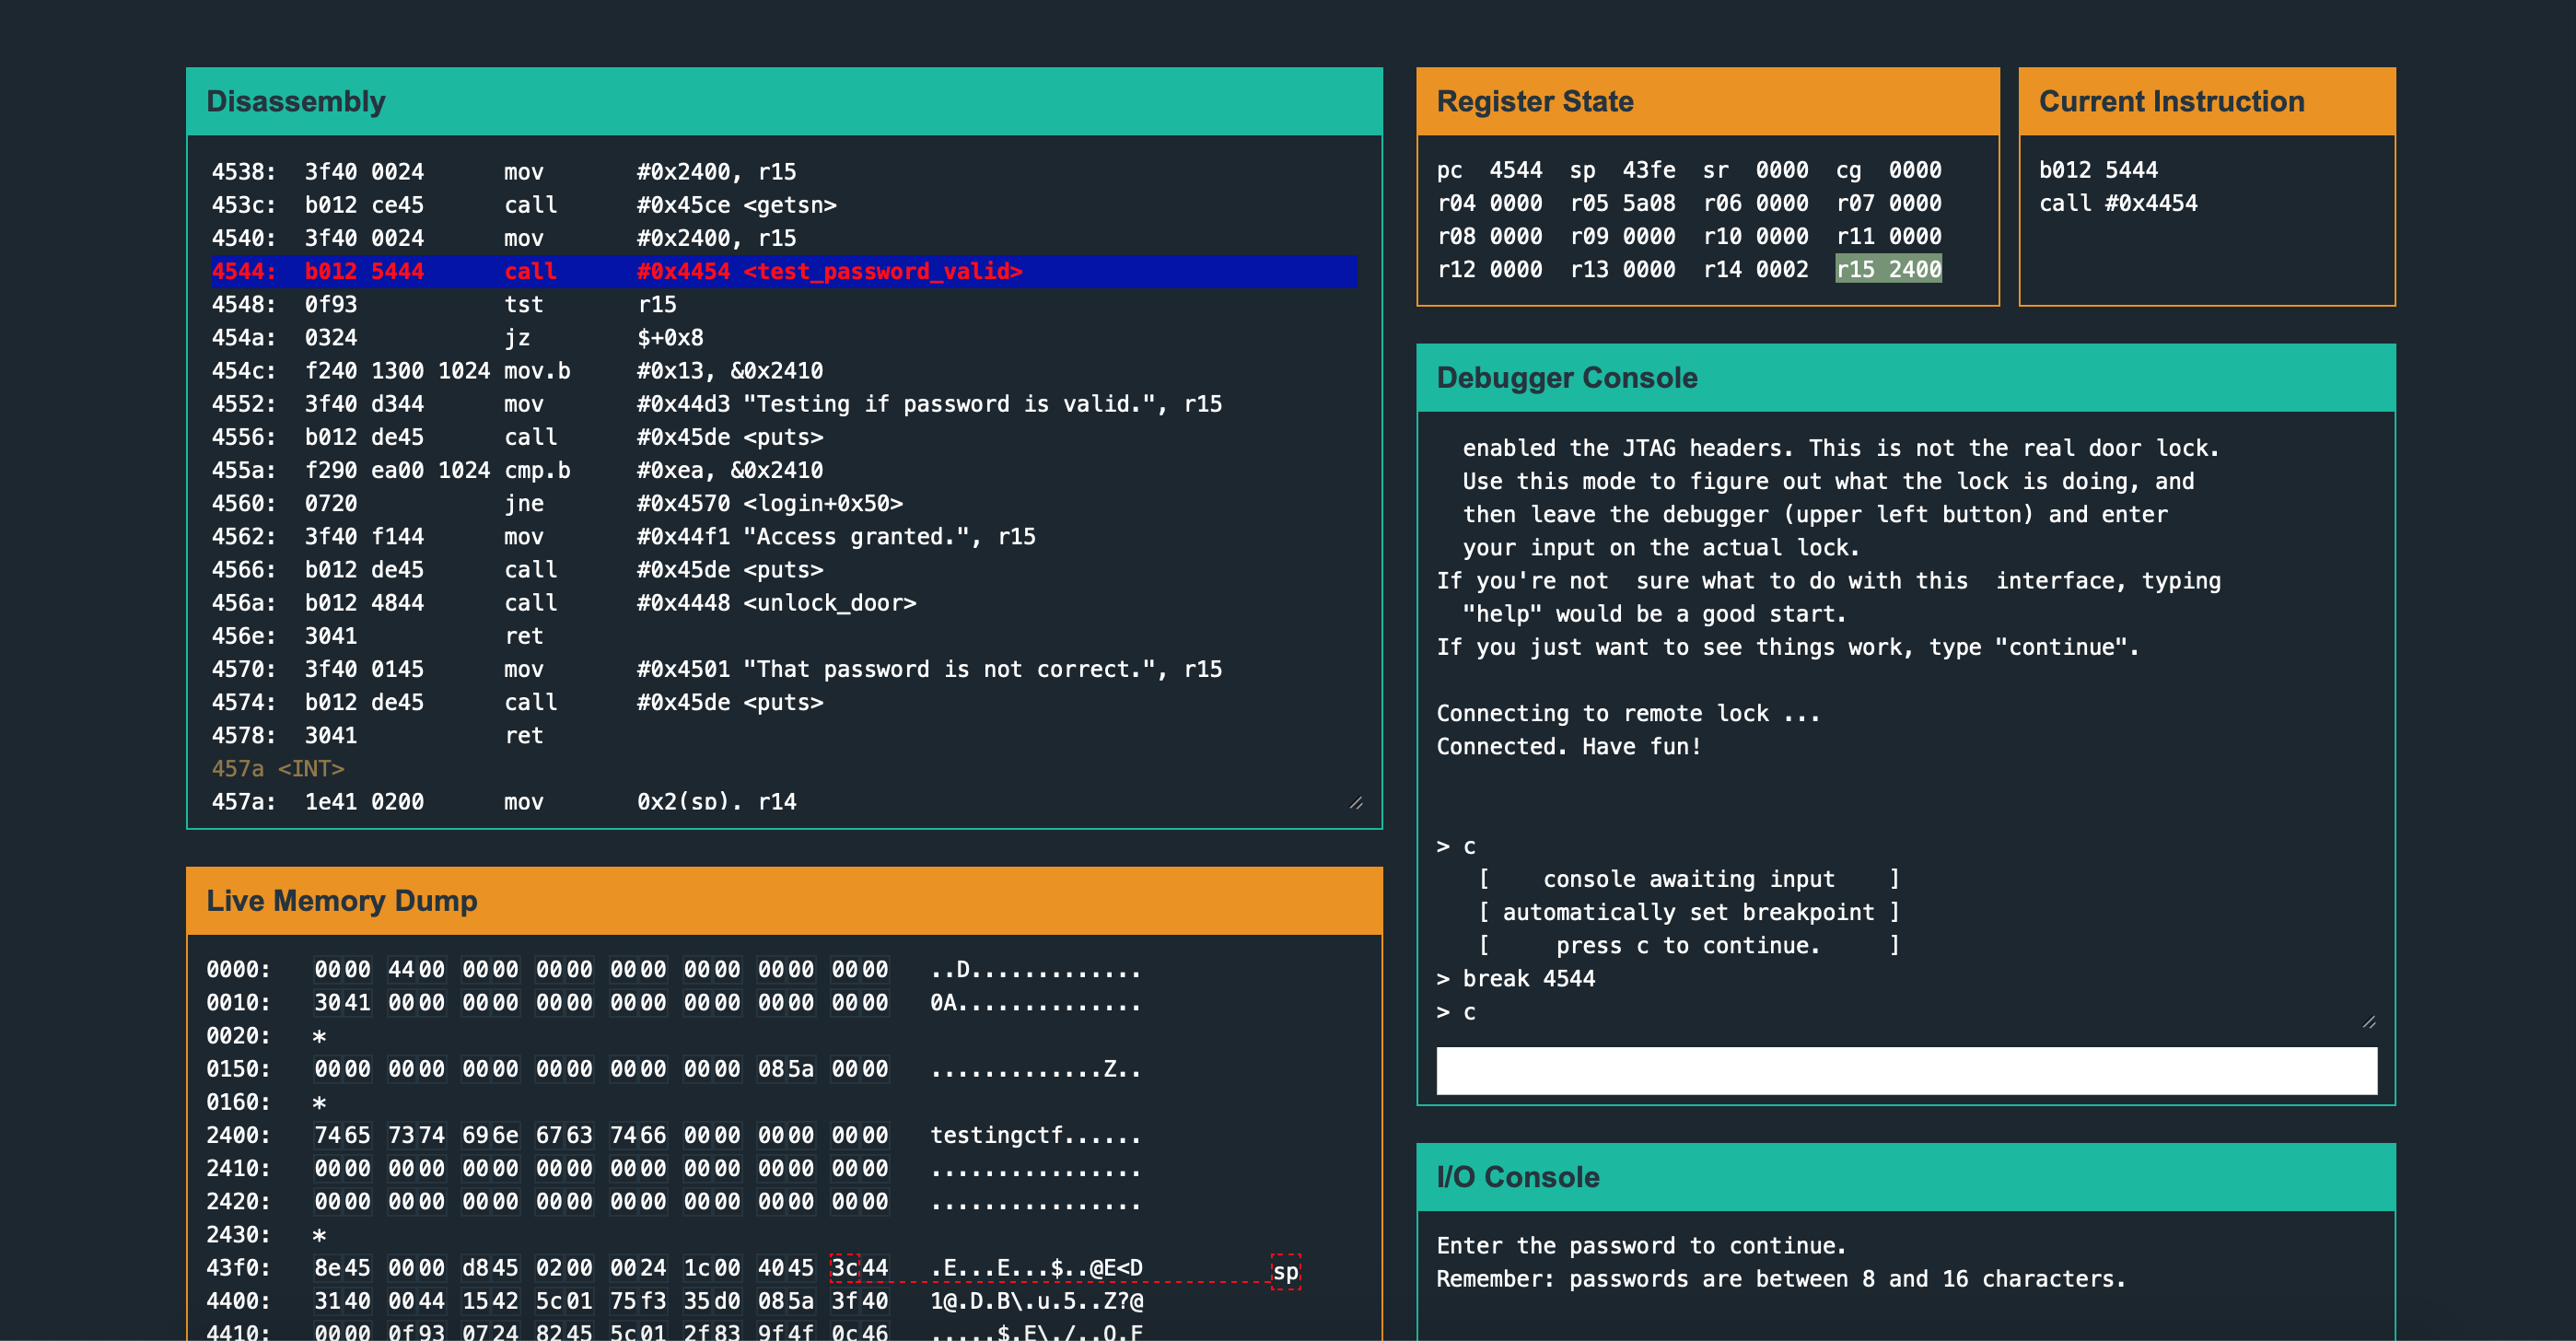 Disassembly
4538: 3f40 0024 mov #0x2400, r15
453c: b012 ce45 call #0x45ce <getsn>
4540: 3f40 0024 mov #0x2400, r15
4544: b012 5444 call #0x4454 <test_password_valid>
4548: 0f93 tst r15
454a: 0324 jz $+0x8
454c: f240 1300 1024 mov.b #0x13, &0x2410
4552: 3f40 d344 mov #0x44d3 "Testing if password is valid.", r15
4556: b012 de45 call #0x45de <puts>
455a: f290 ea00 1024 cmp.b #0xea, &0x2410
4560: 0720 jne #0x4570 <login+0x50>
4562: 3f40 f144 mov #0x44f1 "Access granted.", r15
4566: b012 de45 call #0x45de <puts>
456a: b012 4844 call #0x4448 <unlock_door>
456e: 3041 ret
4570: 3f40 0145 mov #0x4501 "That password is not correct.", r15
4574: b012 de45 call #0x45de <puts>
4578: 3041 ret
457a <INT>
457a: 1e41 0200 mov 0x2(sp), r14
Live Memory Dump
0000: 0000 4400 0000 0000 0000 0000 0000 0000 ..D.............
0010: 3041 0000 0000 0000 0000 0000 0000 0000 0A..............
0020: *
0150: 0000 0000 0000 0000 0000 0000 085a 0000 .............Z..
0160: *
2400: 7465 7374 696e 6763 7466 0000 0000 0000 testingctf......
2410: 0000 0000 0000 0000 0000 0000 0000 0000 ................
2420: 0000 0000 0000 0000 0000 0000 0000 0000 ................
2430: *
43f0: 8e45 0000 d845 0200 0024 1c00 4045 3c44 .E...E...$..@E<D sp
4400: 3140 0044 1542 5c01 75f3 35d0 085a 3f40 1@.D.B\.u.5..Z?@
4410: 0000 0f93 0724 8245 5c01 2f83 9f4f 0c46 .....$.E\./..O.F
Register State
pc 4544 sp 43fe sr 0000 cg 0000
r04 0000 r05 5a08 r06 0000 r07 0000
r08 0000 r09 0000 r10 0000 r11 0000
r12 0000 r13 0000 r14 0002 r15 2400
Current Instruction
b012 5444
call #0x4454
Debugger Console
enabled the JTAG headers. This is not the real door lock.
Use this mode to figure out what the lock is doing, and
then leave the debugger (upper left button) and enter
your input on the actual lock.
If you're not sure what to do with this interface, typing
"help" would be a good start.
If you just want to see things work, type "continue".
Connecting to remote lock ...
Connected. Have fun!
> c
[ console awaiting input ]
[ automatically set breakpoint ]
[ press c to continue. ]
> break 4544
> c
I/O Console
Enter the password to continue.
Remember: passwords are between 8 and 16 characters.